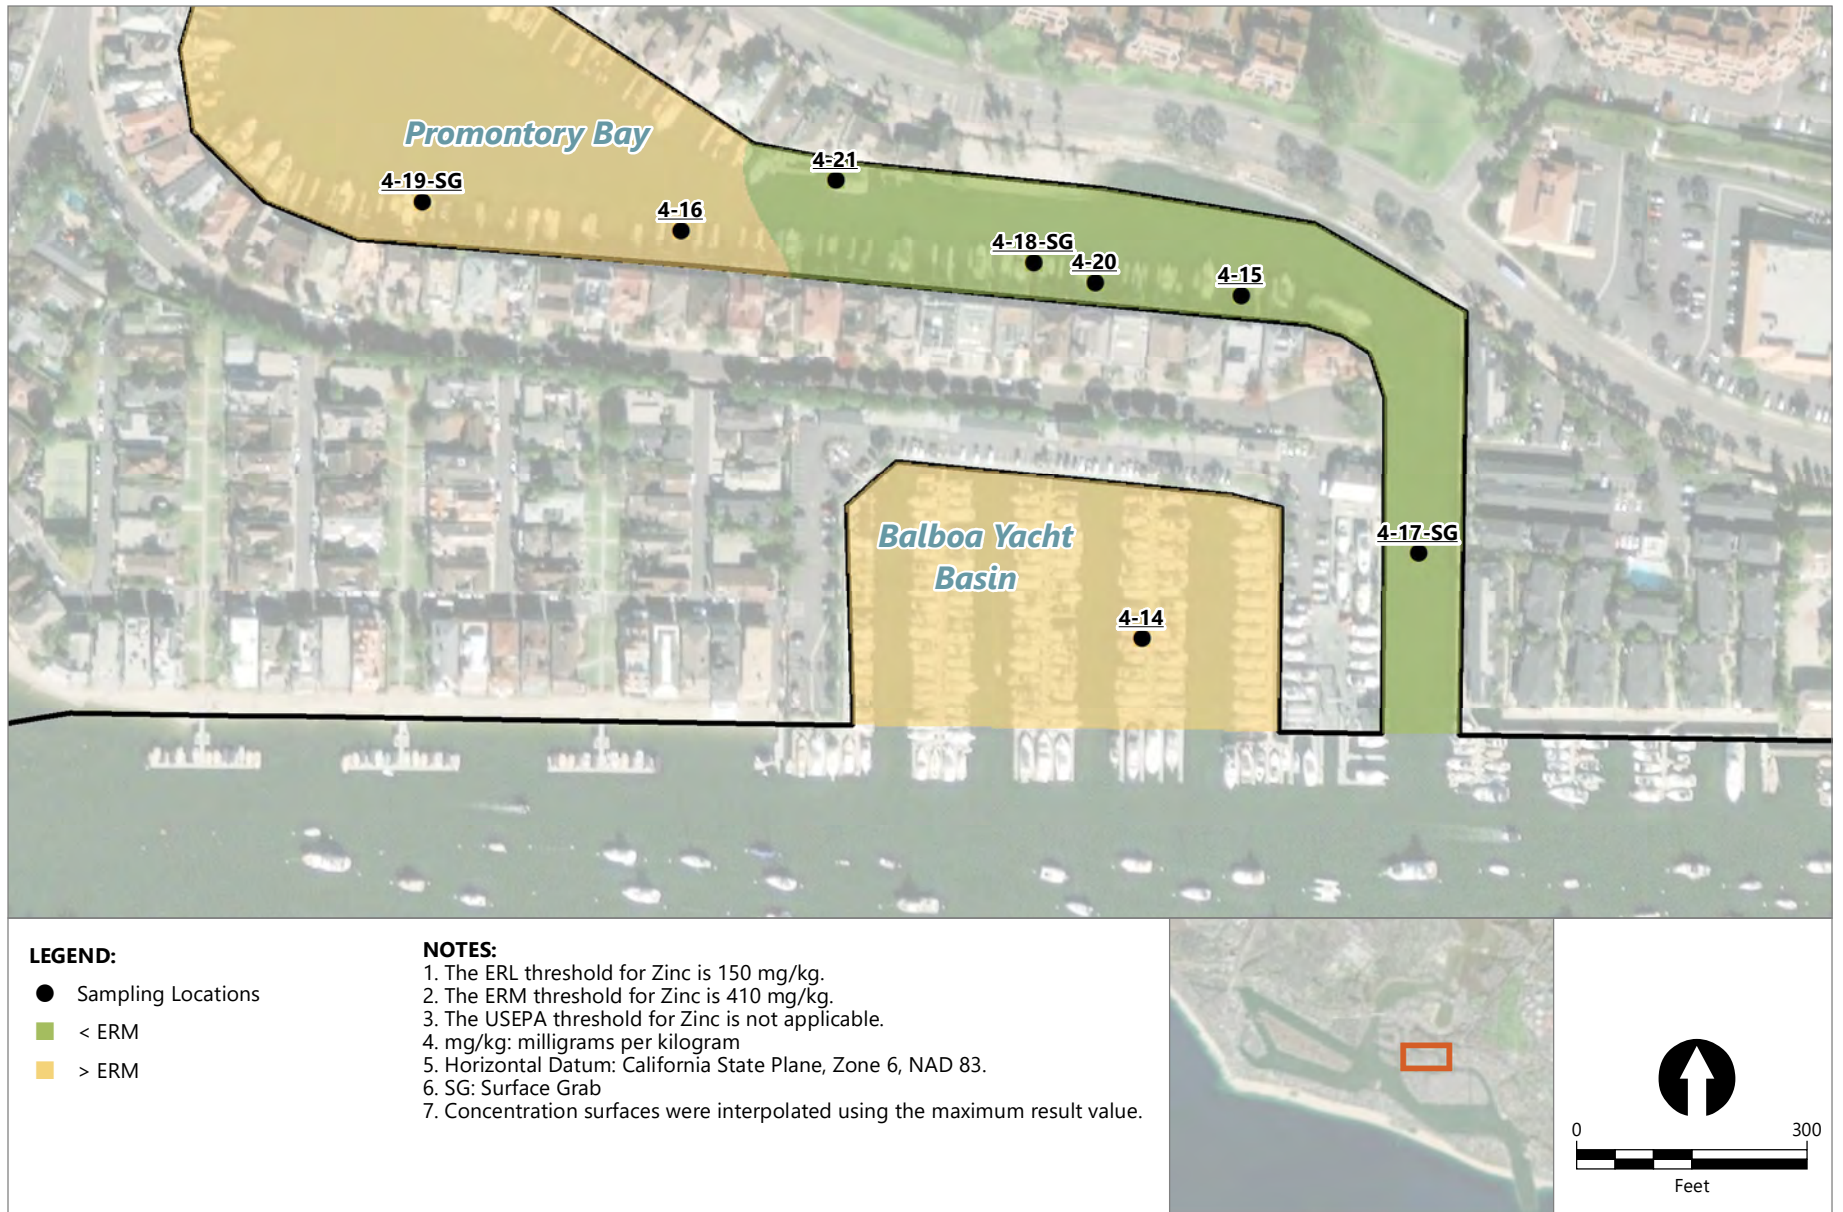 Promontory Bay
4-21
4-19-SG
4-16
4-18-SG
4-20
4-15
Balboa Yacht
Basin
4-17-SG
4-14
LEGEND:
Sampling Locations
< ERM
> ERM
NOTES:
1. The ERL threshold for Zinc is 150 mg/kg.
2. The ERM threshold for Zinc is 410 mg/kg.
3. The USEPA threshold for Zinc is not applicable.
4. mg/kg: milligrams per kilogram
5. Horizontal Datum: California State Plane, Zone 6, NAD 83.
6. SG: Surface Grab
7. Concentration surfaces were interpolated using the maximum result value.
0 300
Feet